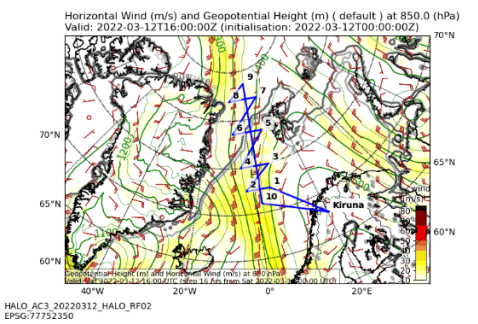 Horizontal Wind (m/s) and Geopotential Height (m) ( default ) at 850.0 (hPa)
Valid: 2022-03-12T16:00:00Z (initialisation: 2022-03-12T00:00:00Z)
70°N
9
8
7
6
5
70°N
4
3
65°N
2
1
10
Kiruna
wind
(m/s)
65°N
60°N
60°N
Geopotential Height (m) and Horizontal Wind (m/s) at 850 (hPa)
40°W
20°W
0°E
20°E
HALO_AC3_20220312_HALO_RF02
EPSG:77752350